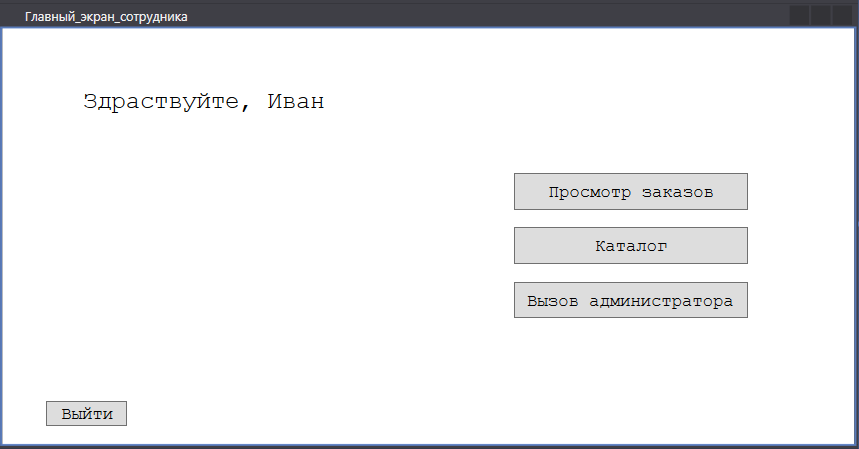 Главный_экран_сотрудника
Здраствуйте, Иван
Просмотр заказов
Каталог
Вызов администратора
Выйти